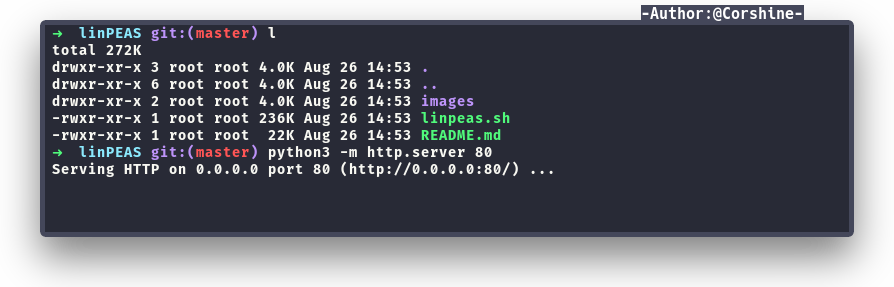 -Author:@Corshine-
→ linPEAS git:(master) l
total 272K
drwxr-xr-x 3 root root 4.0K Aug 26 14:53 .
drwxr-xr-x 6 root root 4.0K Aug 26 14:53 ..
drwxr-xr-x 2 root root 4.0K Aug 26 14:53 images
-rwxr-xr-x 1 root root 236K Aug 26 14:53 linpeas.sh
-rwxr-xr-x 1 root root  22K Aug 26 14:53 README.md
→ linPEAS git:(master) python3 -m http.server 80
Serving HTTP on 0.0.0.0 port 80 (http://0.0.0.0:80/) ...